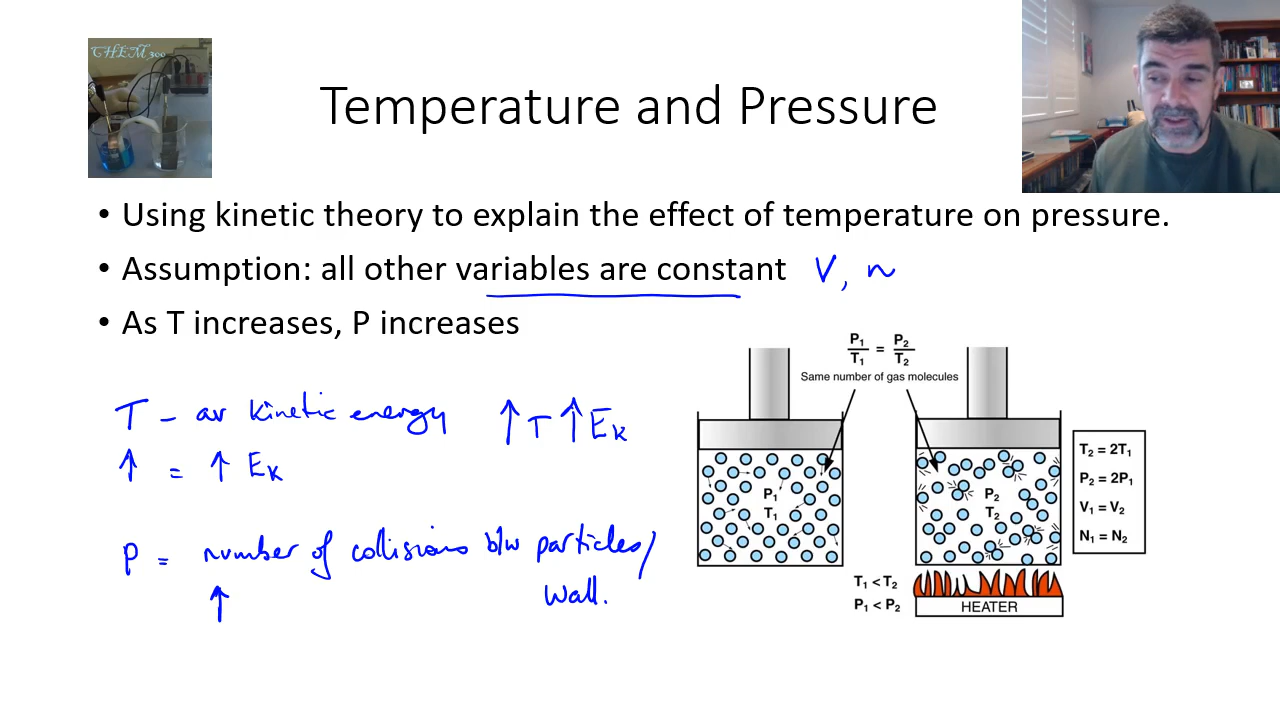 CHEM300
Temperature and Pressure
• Using kinetic theory to explain the effect of temperature on pressure.
• Assumption: all other variables are constant V, n
• As T increases, P increases
T - av kinetic energy ↑ T ↑ Ek
↑ = ↑ Ek
P = number of collisions b/w particles/
↑ wall.
P1/T1 = P2/T2
Same number of gas molecules
P1
T1
P2
T2
T2 = 2T1
P2 = 2P1
V1 = V2
N1 = N2
T1 < T2
P1 < P2
HEATER